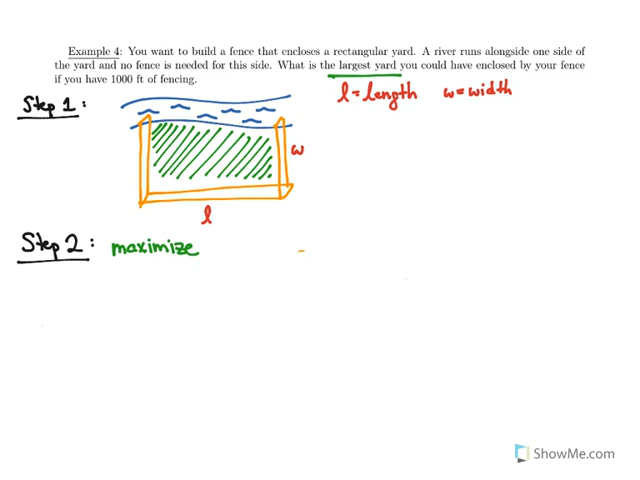 Example 4: You want to build a fence that encloses a rectangular yard. A river runs alongside one side of
the yard and no fence is needed for this side. What is the largest yard you could have enclosed by your fence
if you have 1000 ft of fencing.
l = length w = width
Step 1:
w
l
Step 2: maximize
ShowMe.com